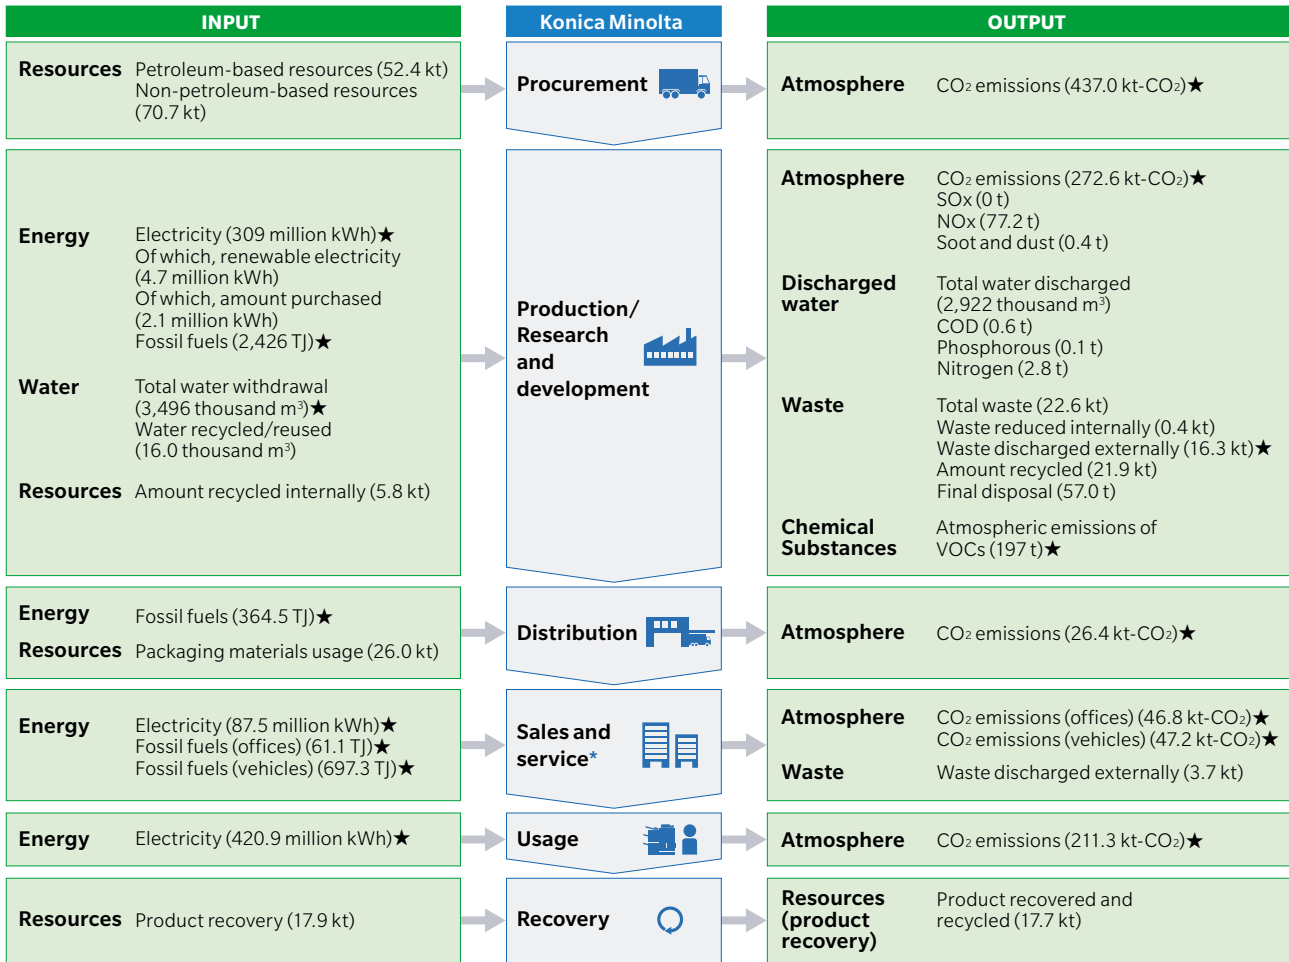 INPUT
Konica Minolta
OUTPUT
Resources
Petroleum-based resources (52.4 kt)
Non-petroleum-based resources
(70.7 kt)
Procurement
Atmosphere
CO₂ emissions (437.0 kt-CO₂)★
Energy
Electricity (309 million kWh)★
Of which, renewable electricity
(4.7 million kWh)
Of which, amount purchased
(2.1 million kWh)
Fossil fuels (2,426 TJ)★
Water
Total water withdrawal
(3,496 thousand m³)★
Water recycled/reused
(16.0 thousand m³)
Resources
Amount recycled internally (5.8 kt)
Production/
Research
and
development
Atmosphere
CO₂ emissions (272.6 kt-CO₂)★
SOx (0 t)
NOx (77.2 t)
Soot and dust (0.4 t)
Discharged
water
Total water discharged
(2,922 thousand m³)
COD (0.6 t)
Phosphorous (0.1 t)
Nitrogen (2.8 t)
Waste
Total waste (22.6 kt)
Waste reduced internally (0.4 kt)
Waste discharged externally (16.3 kt)★
Amount recycled (21.9 kt)
Final disposal (57.0 t)
Chemical
Substances
Atmospheric emissions of
VOCs (197 t)★
Energy
Fossil fuels (364.5 TJ)★
Resources
Packaging materials usage (26.0 kt)
Distribution
Atmosphere
CO₂ emissions (26.4 kt-CO₂)★
Energy
Electricity (87.5 million kWh)★
Fossil fuels (offices) (61.1 TJ)★
Fossil fuels (vehicles) (697.3 TJ)★
Sales and
service*
Atmosphere
CO₂ emissions (offices) (46.8 kt-CO₂)★
CO₂ emissions (vehicles) (47.2 kt-CO₂)★
Waste
Waste discharged externally (3.7 kt)
Energy
Electricity (420.9 million kWh)★
Usage
Atmosphere
CO₂ emissions (211.3 kt-CO₂)★
Resources
Product recovery (17.9 kt)
Recovery
Resources
(product
recovery)
Product recovered and
recycled (17.7 kt)